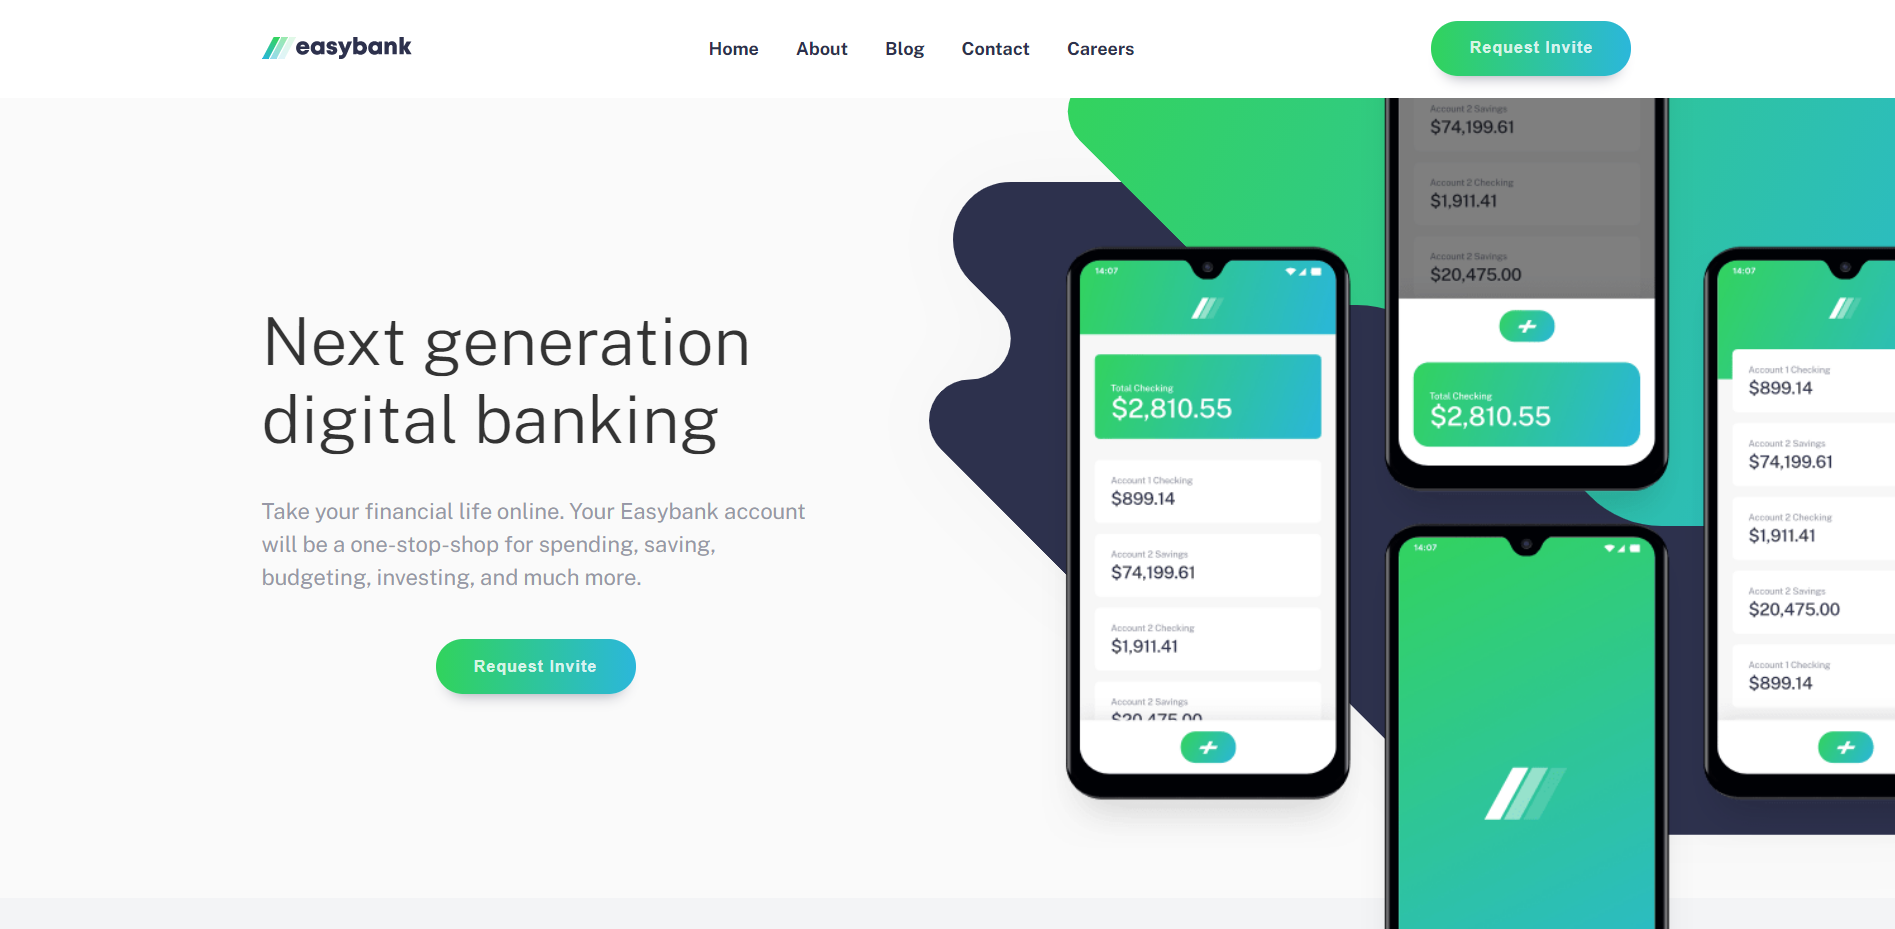 easybank
Home About Blog Contact Careers
Request Invite
Next generation
digital banking
Take your financial life online. Your Easybank account
will be a one-stop-shop for spending, saving,
budgeting, investing, and much more.
Request Invite
14:07
Total Checking
$2,810.55
Account 1 Checking
$899.14
Account 2 Savings
$74,199.61
Account 2 Checking
$1,911.41
Account 2 Savings
$20,475.00
Account 2 Savings
$74,199.61
Account 2 Checking
$1,911.41
Account 2 Savings
$20,475.00
Total Checking
$2,810.55
14:07
14:07
Account 1 Checking
$899.14
Account 2 Savings
$74,199.61
Account 2 Checking
$1,911.41
Account 2 Savings
$20,475.00
Account 1 Checking
$899.14